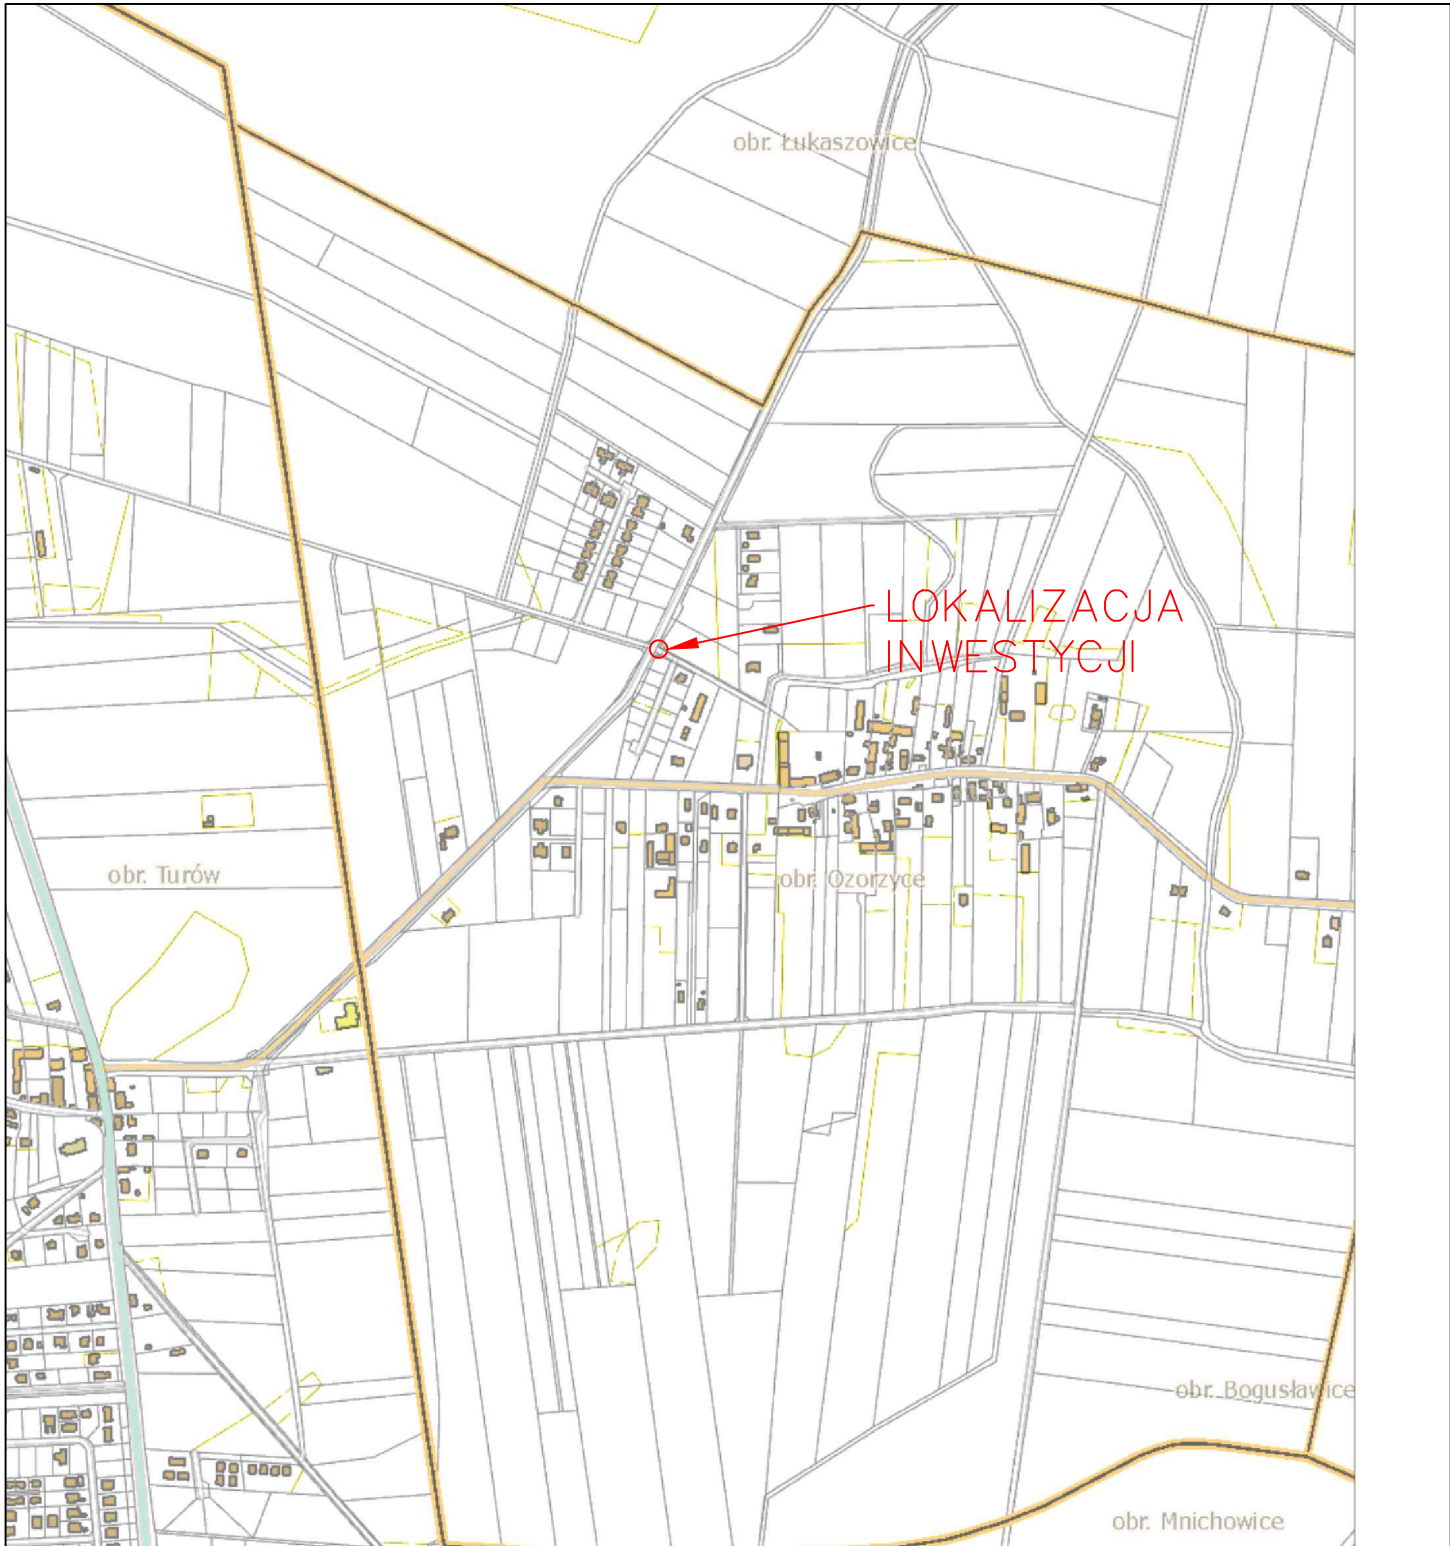 obr. Łukaszowice
LOKALIZACJA
INWESTYCJI
obr. Turów
obr. Ozorzyce
obr. Bogusławice
obr. Mnichowice